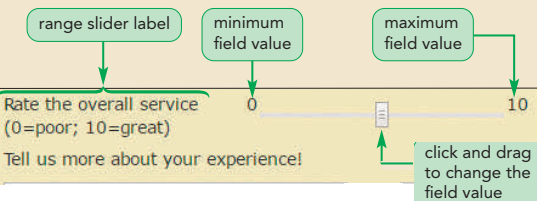 range slider label
minimum
field value
maximum
field value
Rate the overall service
(0=poor; 10=great)
0
10
Tell us more about your experience!
click and drag
to change the
field value